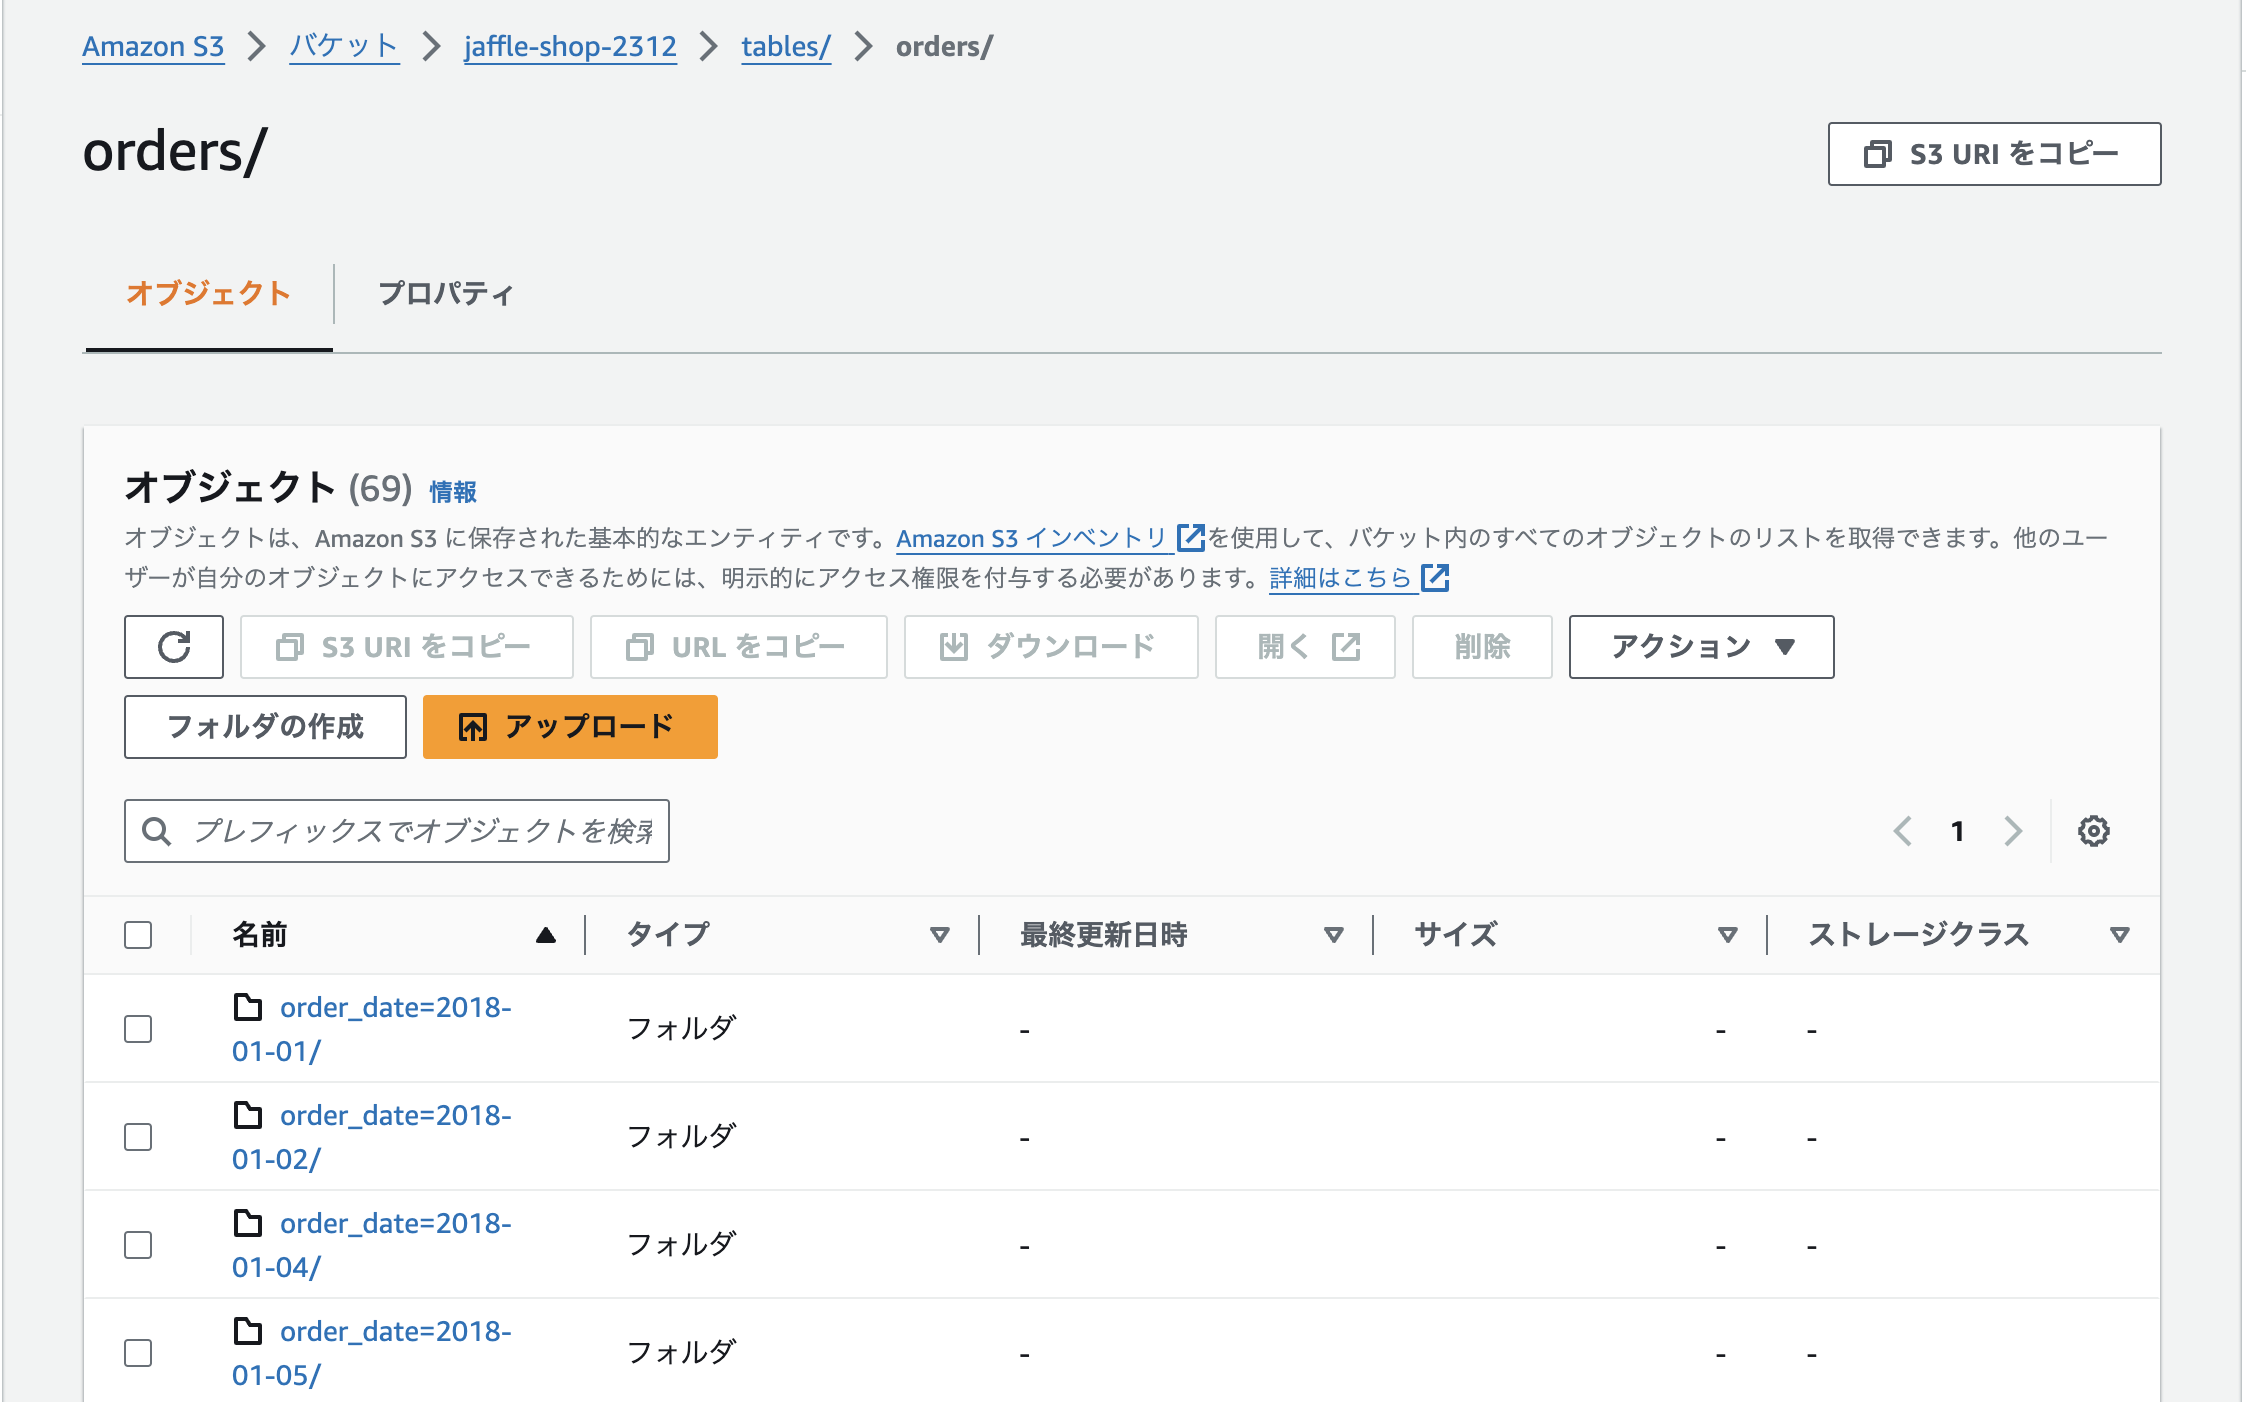 Amazon S3 > バケット > jaffle-shop-2312 > tables/ > orders/
orders/
S3 URI をコピー
オブジェクト
プロパティ
オブジェクト (69) 情報
オブジェクトは、Amazon S3 に保存された基本的なエンティティです。Amazon S3 インベントリ を使用して、バケット内のすべてのオブジェクトのリストを取得できます。他のユー
ザーが自分のオブジェクトにアクセスできるためには、明示的にアクセス権限を付与する必要があります。詳細はこちら
S3 URI をコピー URL をコピー ダウンロード 開く 削除 アクション
フォルダの作成 アップロード
プレフィックスでオブジェクトを検索
1
名前 タイプ 最終更新日時 サイズ ストレージクラス
order_date=2018-
01-01/
フォルダ - - -
order_date=2018-
01-02/
フォルダ - - -
order_date=2018-
01-04/
フォルダ - - -
order_date=2018-
01-05/
フォルダ - - -